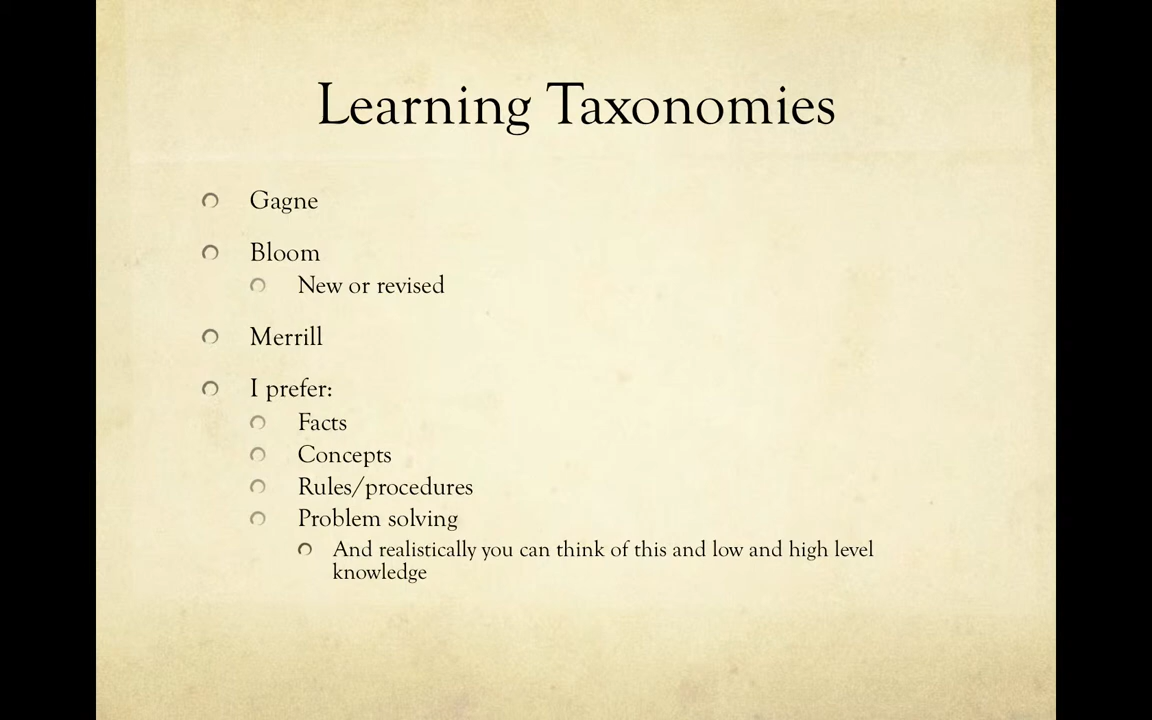 Learning Taxonomies
Gagne
Bloom
New or revised
Merrill
I prefer:
Facts
Concepts
Rules/procedures
Problem solving
And realistically you can think of this and low and high level
knowledge